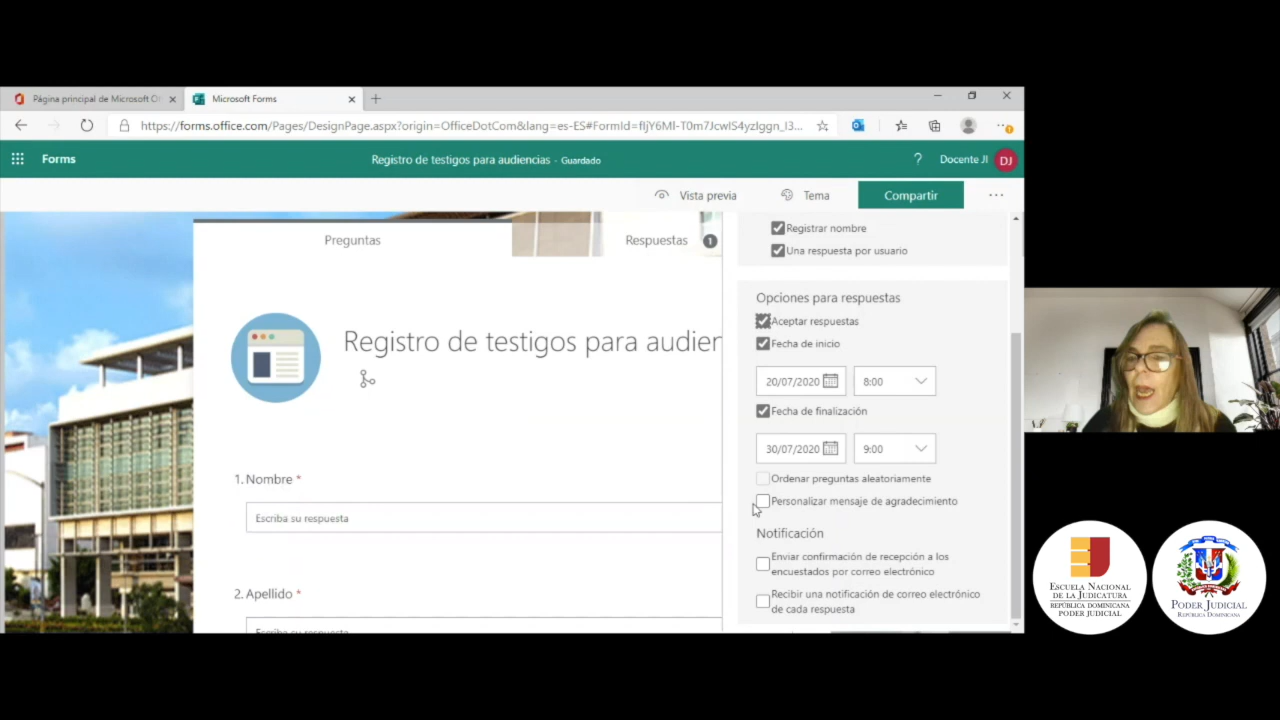 Página principal de Microsoft Of
Microsoft Forms
https://forms.office.com/Pages/DesignPage.aspx?origin=OfficeDotCom&lang=es-ES#FormId=
Forms
Registro de testigos para audiencias - Guardado
?
Docente JI
DJ
Vista previa
Tema
Compartir
Preguntas
Respuestas
1
Registrar nombre
Una respuesta por usuario
Opciones para respuestas
Aceptar respuestas
Fecha de inicio
20/07/2020
8:00
Fecha de finalización
30/07/2020
9:00
Ordenar preguntas aleatoriamente
Personalizar mensaje de agradecimiento
Notificación
Enviar confirmación de recepción a los
encuestados por correo electrónico
Recibir una notificación de correo electrónico
de cada respuesta
Registro de testigos para audien
1. Nombre *
Escriba su respuesta
2. Apellido *
Escriba su respuesta
ESCUELA NACIONAL
DE LA JUDICATURA
REPÚBLICA DOMINICANA
PODER JUDICIAL
PODER JUDICIAL
REPÚBLICA DOMINICANA